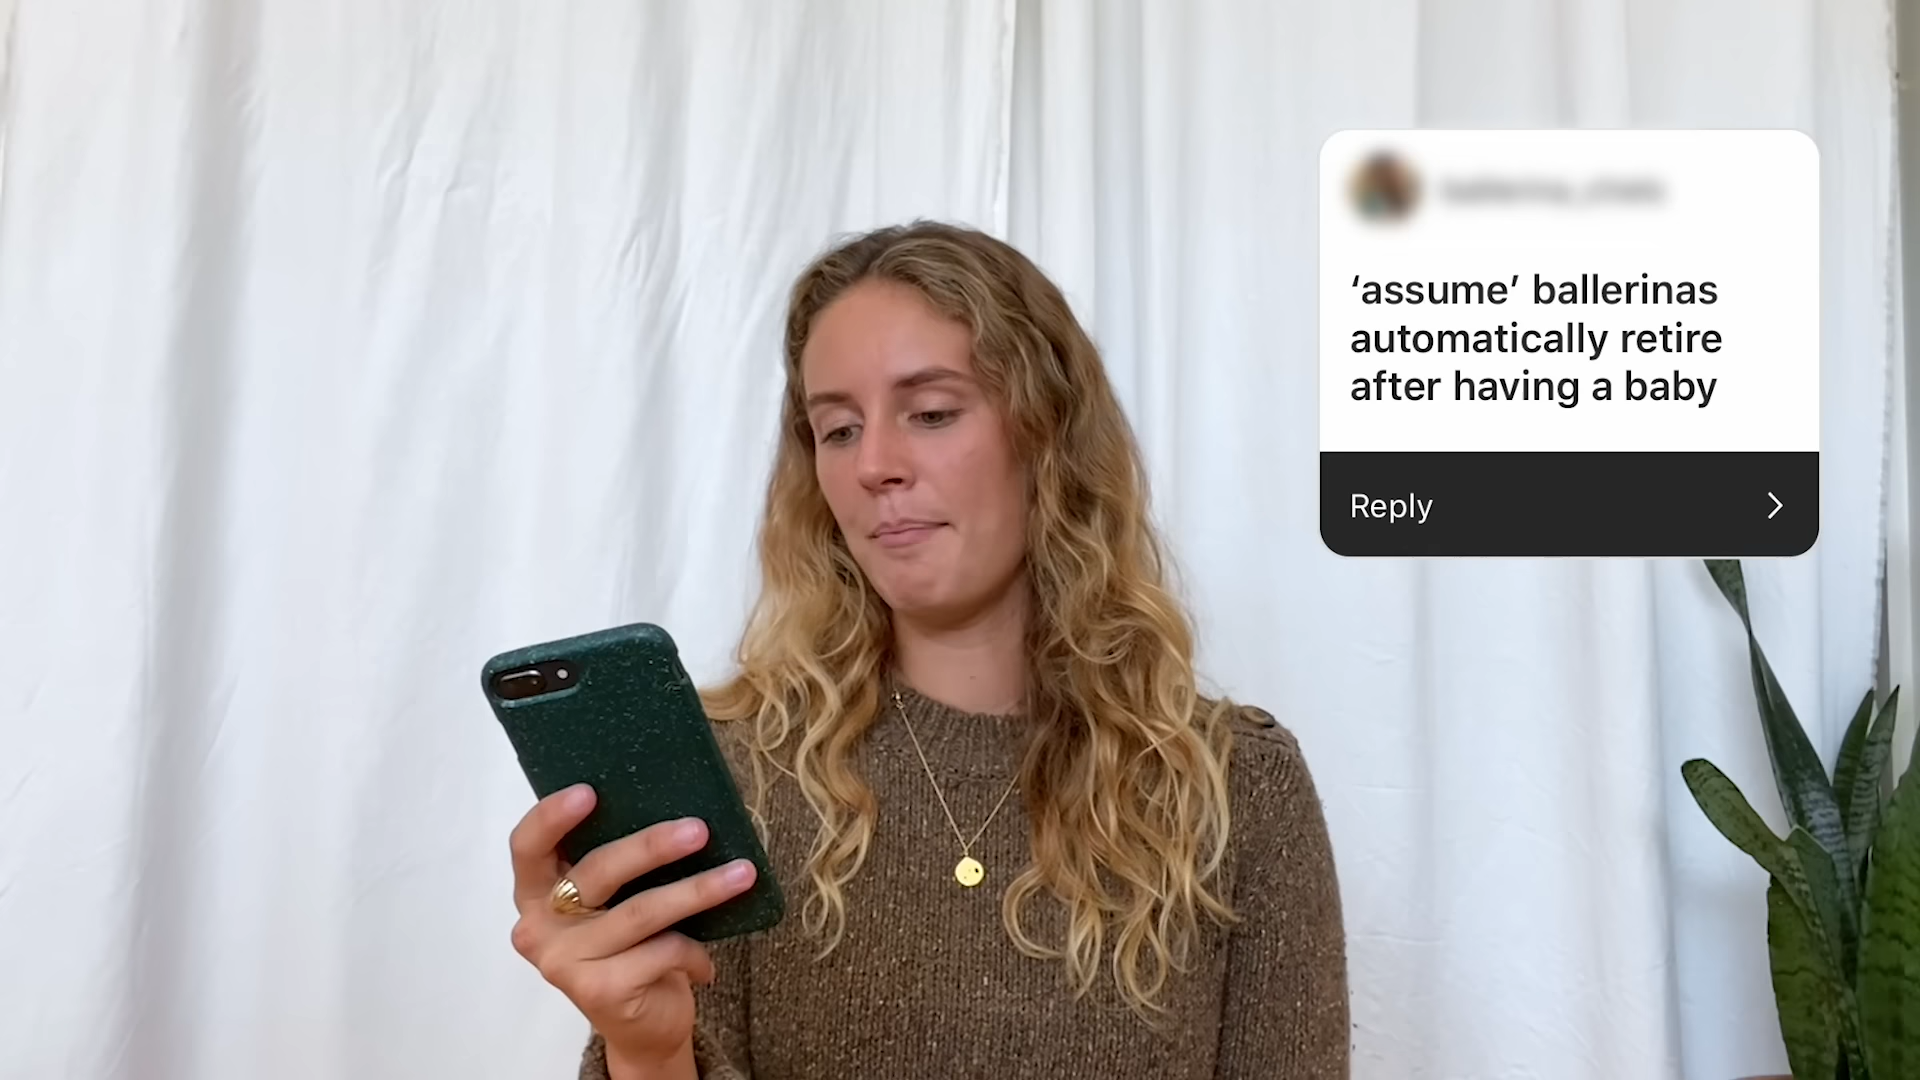 ‘assume’ ballerinas
automatically retire
after having a baby
Reply